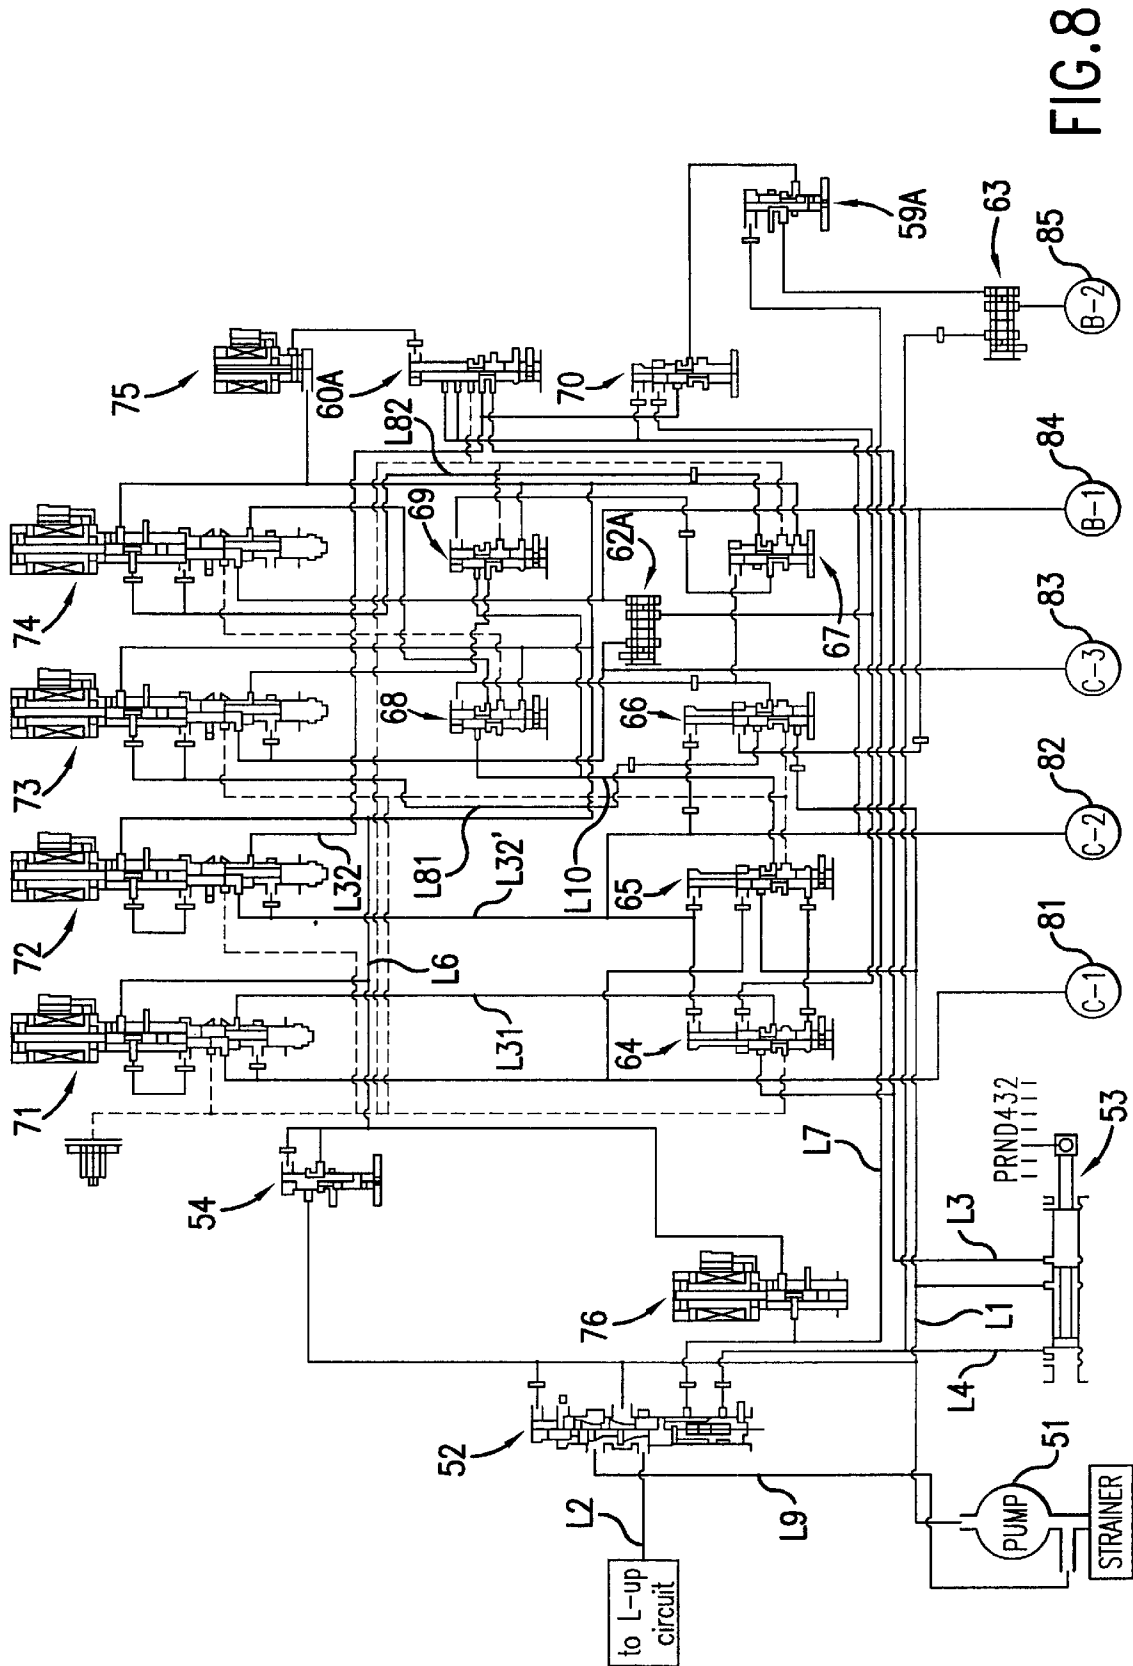 FIG.8
71
72
73
74
75
60A
L82
69
62A
68
67
70
59A
63
66
65
64
L32
L81
L32'
L10
L6
L31
54
76
L7
52
L2
L9
to L-up
circuit
L1
L3
L4
PRND432
53
51
PUMP
STRAINER
C-1
81
C-2
82
C-3
83
B-1
84
B-2
85